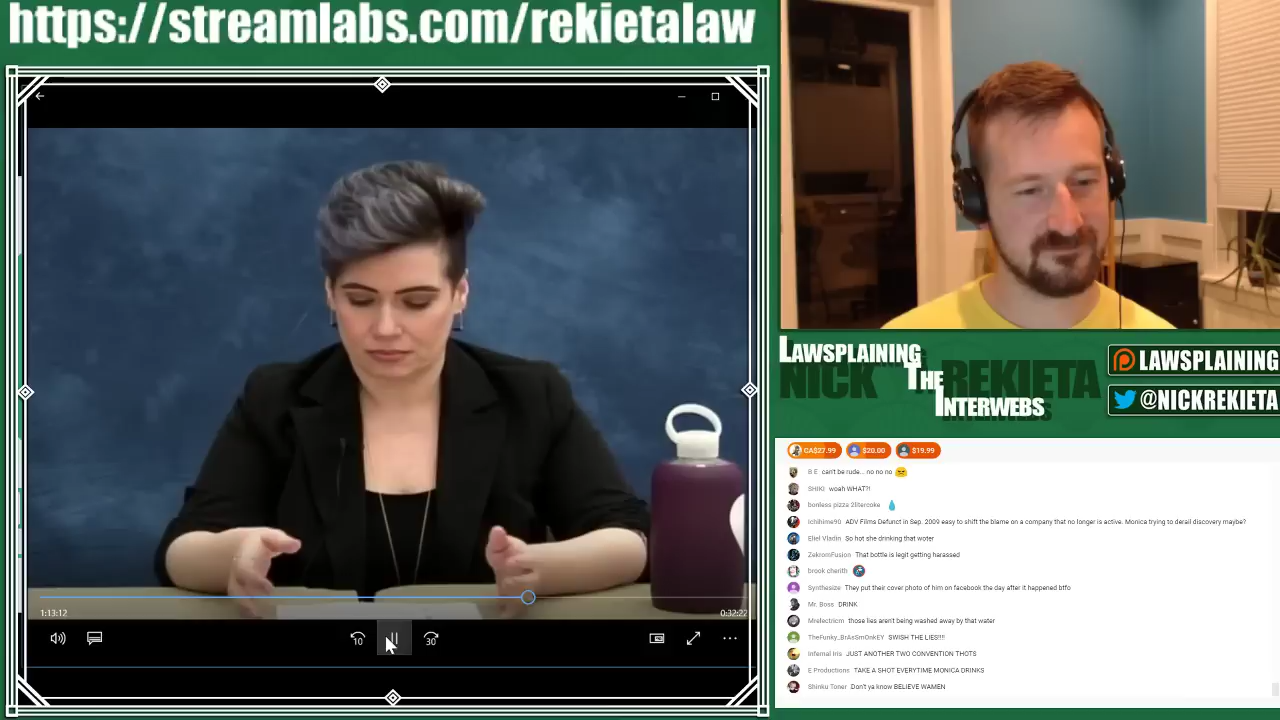 https://streamlabs.com/rekietalaw
1:13:12
0:32:22
10
30
LAWSPLAINING
THE
INTERWEBS
NICK REKIETA
LAWSPLAINING
@NICKREKIETA
CA$27.99
$20.00
$19.99
B E can't be rude... no no no
SHIKI woah WHAT?!
bonless pizza 2litercoke
Ichihime90 ADV Films Defunct in Sep. 2009 easy to shift the blame on a company that no longer is active. Monica trying to derail discovery maybe?
Eliel Vladin So hot she drinking that woter
ZekromFusion That bottle is legit getting harassed
brook cherith
Synthesize They put their cover photo of him on facebook the day after it happened btfo
Mr. Boss DRINK
Mrelectricm those lies aren't being washed away by that water
TheFunky_BrAsSmOnkEY SWISH THE LIES!!!!
Infernal Iris JUST ANOTHER TWO CONVENTION THOTS
E Productions TAKE A SHOT EVERYTIME MONICA DRINKS
Shinku Toner Don't ya know BELIEVE WAMEN